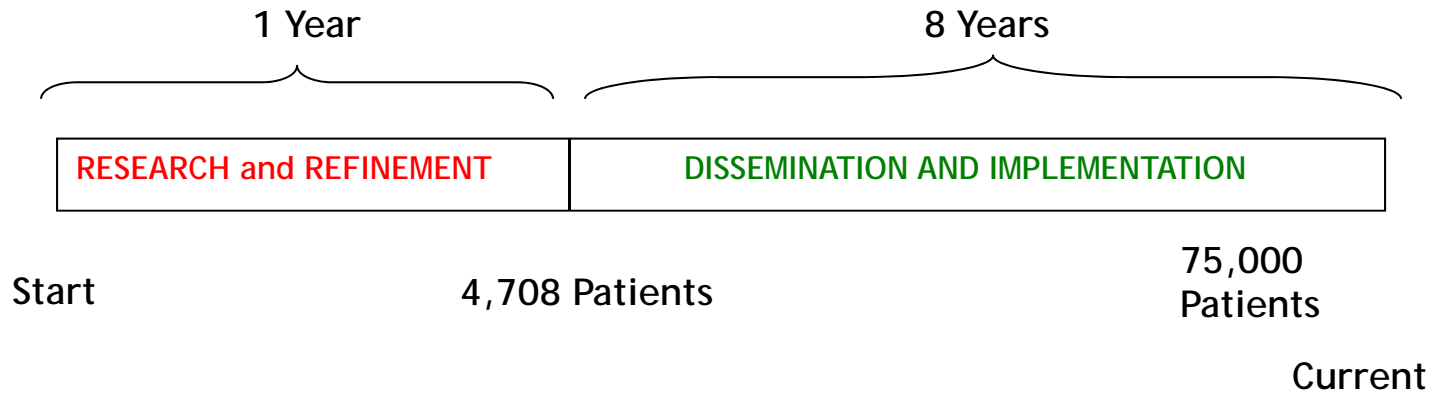 1 Year
8 Years
RESEARCH and REFINEMENT
DISSEMINATION AND IMPLEMENTATION
Start
4,708 Patients
75,000
Patients
Current